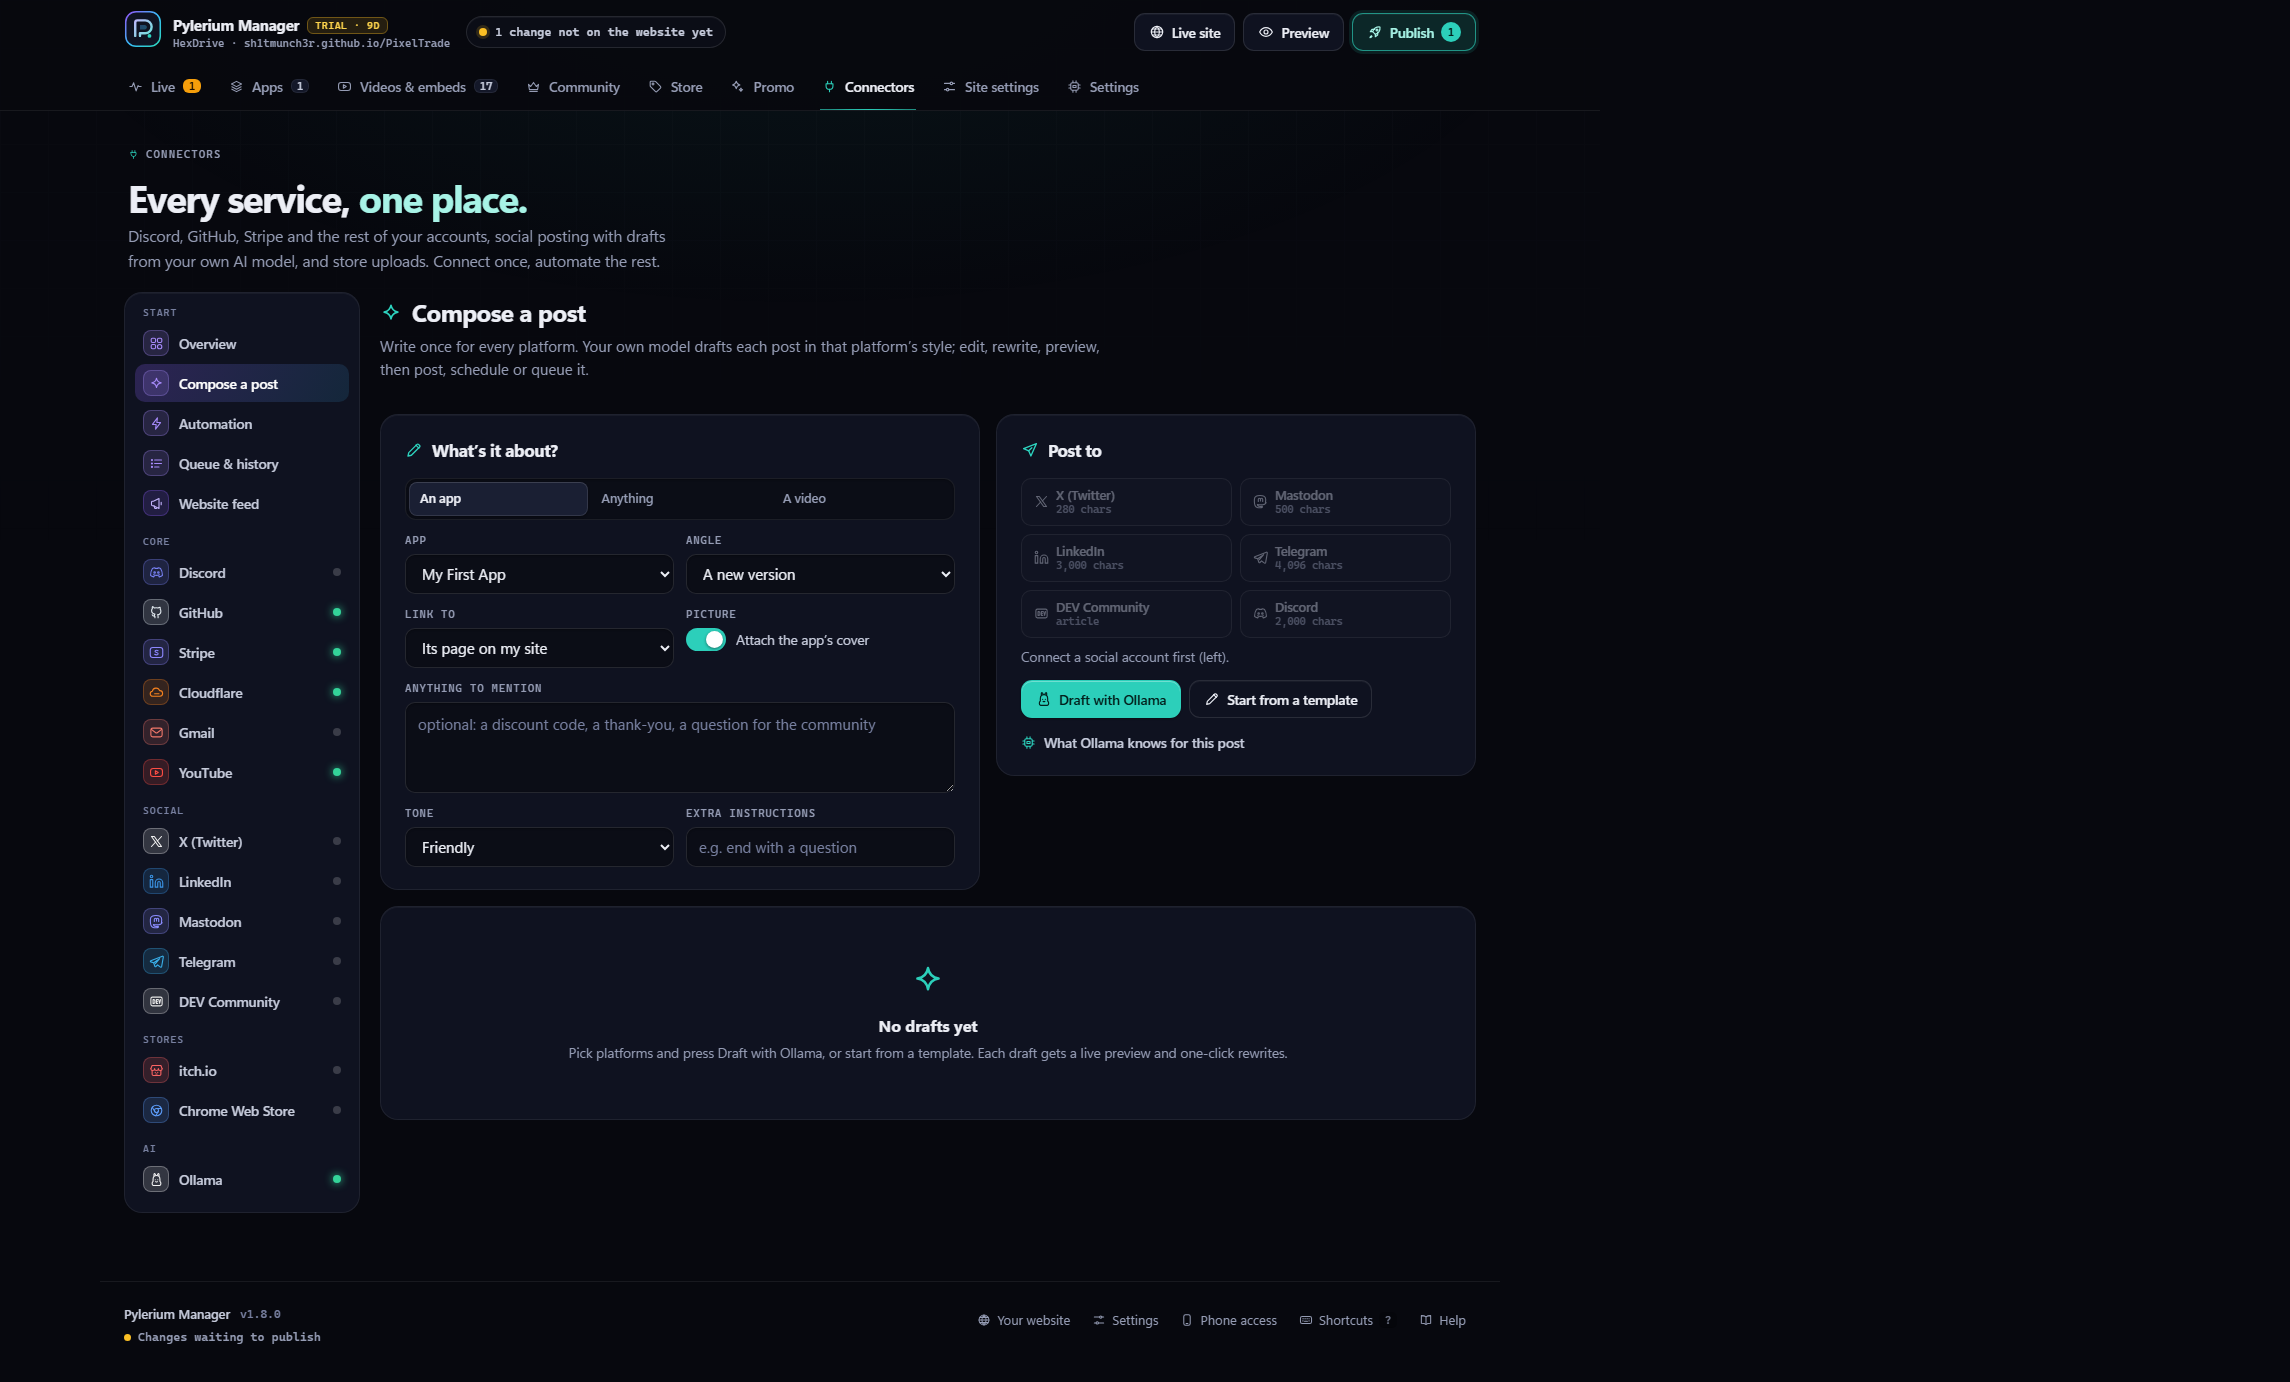 Pylerium Manager TRIAL · 9D
HexDrive · sh1tmunch3r.github.io/PixelTrade
1 change not on the website yet
Live site
Preview
Publish 1
Live 1
Apps 1
Videos & embeds 17
Community
Store
Promo
Connectors
Site settings
Settings
CONNECTORS
Every service, one place.
Discord, GitHub, Stripe and the rest of your accounts, social posting with drafts
from your own AI model, and store uploads. Connect once, automate the rest.
START
Overview
Compose a post
Automation
Queue & history
Website feed
CORE
Discord
GitHub
Stripe
Cloudflare
Gmail
YouTube
SOCIAL
X (Twitter)
LinkedIn
Mastodon
Telegram
DEV Community
STORES
itch.io
Chrome Web Store
AI
Ollama
Compose a post
Write once for every platform. Your own model drafts each post in that platform's style; edit, rewrite, preview,
then post, schedule or queue it.
What's it about?
An app
Anything
A video
APP
My First App
ANGLE
A new version
LINK TO
Its page on my site
PICTURE
Attach the app's cover
ANYTHING TO MENTION
optional: a discount code, a thank-you, a question for the community
TONE
Friendly
EXTRA INSTRUCTIONS
e.g. end with a question
Post to
X (Twitter)
280 chars
Mastodon
500 chars
LinkedIn
3,000 chars
Telegram
4,096 chars
DEV Community
article
Discord
2,000 chars
Connect a social account first (left).
Draft with Ollama
Start from a template
What Ollama knows for this post
No drafts yet
Pick platforms and press Draft with Ollama, or start from a template. Each draft gets a live preview and one-click rewrites.
Pylerium Manager v1.8.0
Changes waiting to publish
Your website
Settings
Phone access
Shortcuts ?
Help